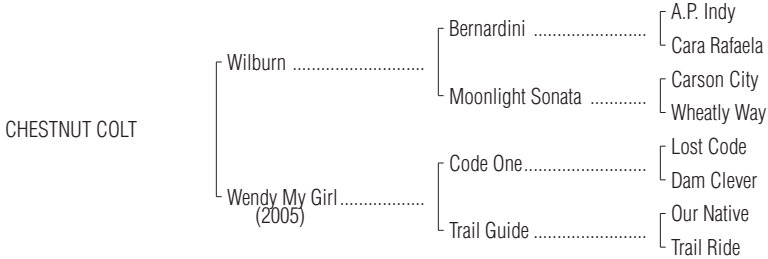 A.P. Indy
Bernardini ..........................
Cara Rafaela
Wilburn ..............................
Carson City
Moonlight Sonata .............
Wheatly Way
CHESTNUT COLT
Lost Code
Code One............................
Dam Clever
Wendy My Girl...................
(2005)
Our Native
Trail Guide ..........................
Trail Ride